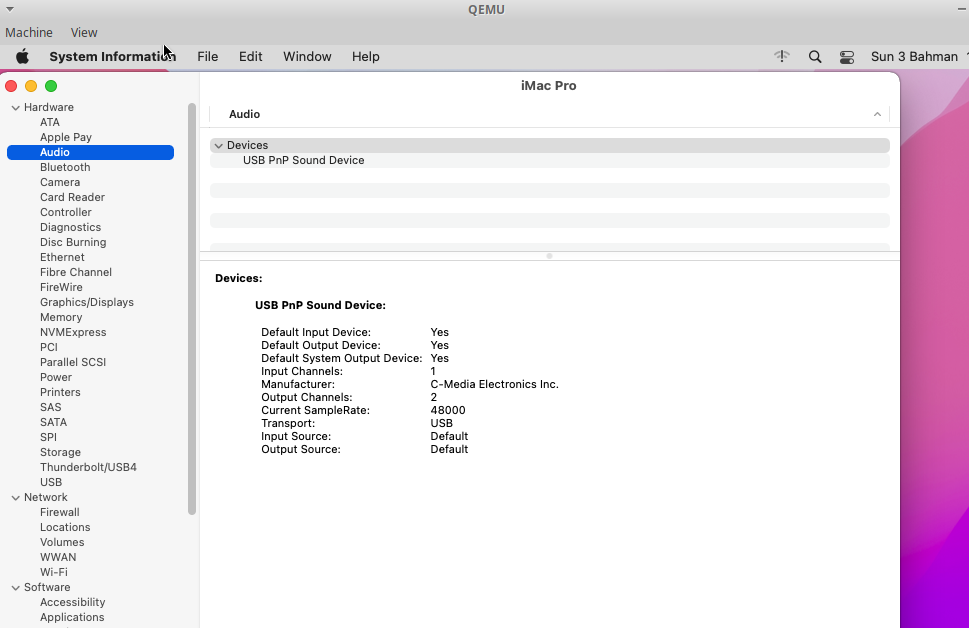 QEMU
Machine View
System Information File Edit Window Help Sun 3 Bahman
iMac Pro
Hardware
ATA
Apple Pay
Audio
Bluetooth
Camera
Card Reader
Controller
Diagnostics
Disc Burning
Ethernet
Fibre Channel
FireWire
Graphics/Displays
Memory
NVMExpress
PCI
Parallel SCSI
Power
Printers
SAS
SATA
SPI
Storage
Thunderbolt/USB4
USB
Network
Firewall
Locations
Volumes
WWAN
Wi-Fi
Software
Accessibility
Applications
Audio
Devices
USB PnP Sound Device
Devices:
USB PnP Sound Device:
Default Input Device: Yes
Default Output Device: Yes
Default System Output Device: Yes
Input Channels: 1
Manufacturer: C-Media Electronics Inc.
Output Channels: 2
Current SampleRate: 48000
Transport: USB
Input Source: Default
Output Source: Default